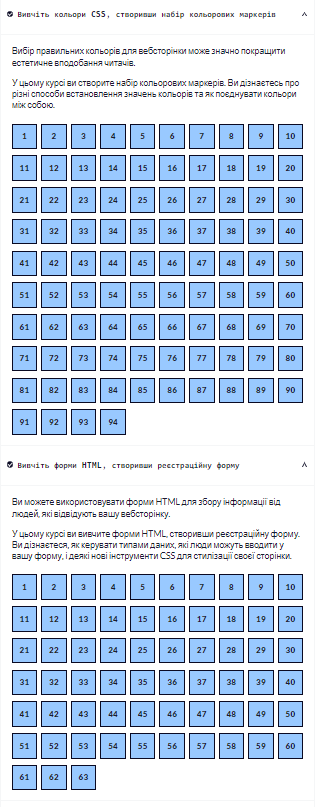 Вивчіть кольори CSS, створивши набір кольорових маркерів
Вибір правильних кольорів для вебсторінки може значно покращити
естетичне вподобання читачів.
У цьому курсі ви створите набір кольорових маркерів. Ви дізнаєтесь про
різні способи встановлення значень кольорів та як поєднувати кольори
між собою.
1 2 3 4 5 6 7 8 9 10
11 12 13 14 15 16 17 18 19 20
21 22 23 24 25 26 27 28 29 30
31 32 33 34 35 36 37 38 39 40
41 42 43 44 45 46 47 48 49 50
51 52 53 54 55 56 57 58 59 60
61 62 63 64 65 66 67 68 69 70
71 72 73 74 75 76 77 78 79 80
81 82 83 84 85 86 87 88 89 90
91 92 93 94
Вивчіть форми HTML, створивши реєстраційну форму
Ви можете використовувати форми HTML для збору інформації від
людей, які відвідують вашу вебсторінку.
У цьому курсі ви вивчите форми HTML, створивши реєстраційну форму.
Ви дізнаєтеся, як керувати типами даних, які люди можуть вводити у
вашу форму, і деякі нові інструменти CSS для стилізації своєї сторінки.
1 2 3 4 5 6 7 8 9 10
11 12 13 14 15 16 17 18 19 20
21 22 23 24 25 26 27 28 29 30
31 32 33 34 35 36 37 38 39 40
41 42 43 44 45 46 47 48 49 50
51 52 53 54 55 56 57 58 59 60
61 62 63